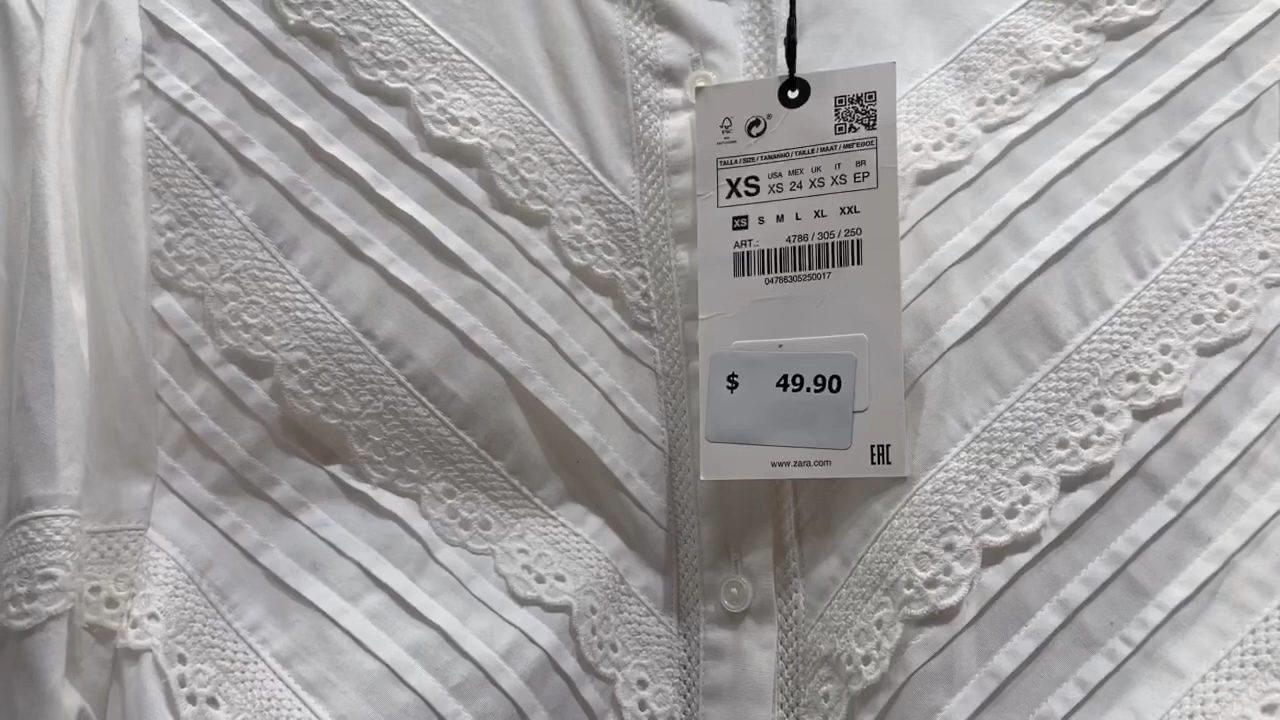 FSC
TALLA / SIZE / TAMANHO / TAILLE / MAAT / ΜΕΓΕΘΟΣ
USA MEX UK IT BR
XS XS 24 XS XS EP
XS S M L XL XXL
ART.: 4786 / 305 / 250
04786305250017
$ 49.90
www.zara.com
EAC